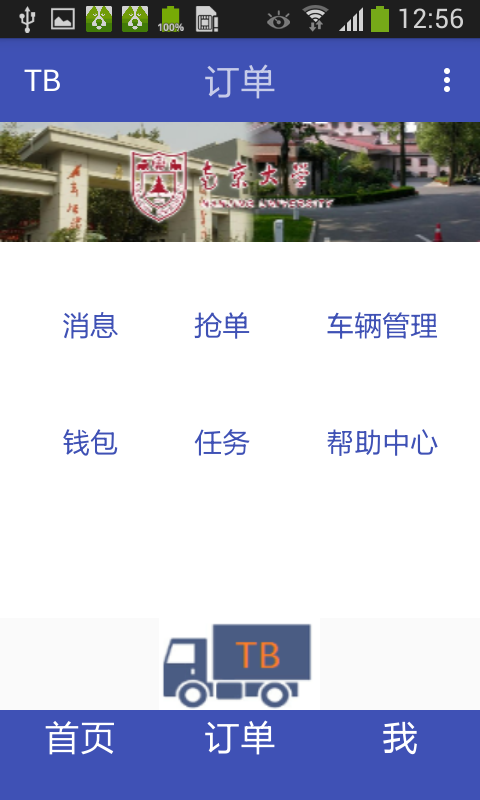 100%
12:56
TB 订单
南京大学
消息 抢单 车辆管理
钱包 任务 帮助中心
TB
首页 订单 我